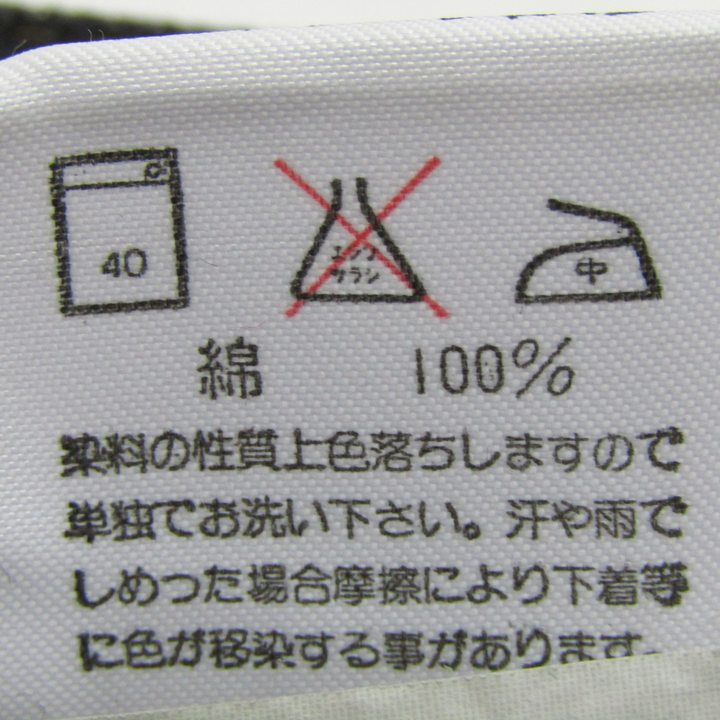 40 エンソ 中
サラシ
綿 100%
染料の性質上色落ちしますので
単独でお洗い下さい。汗や雨で
しめった場合摩擦により下着等
に色が移染する事があります。